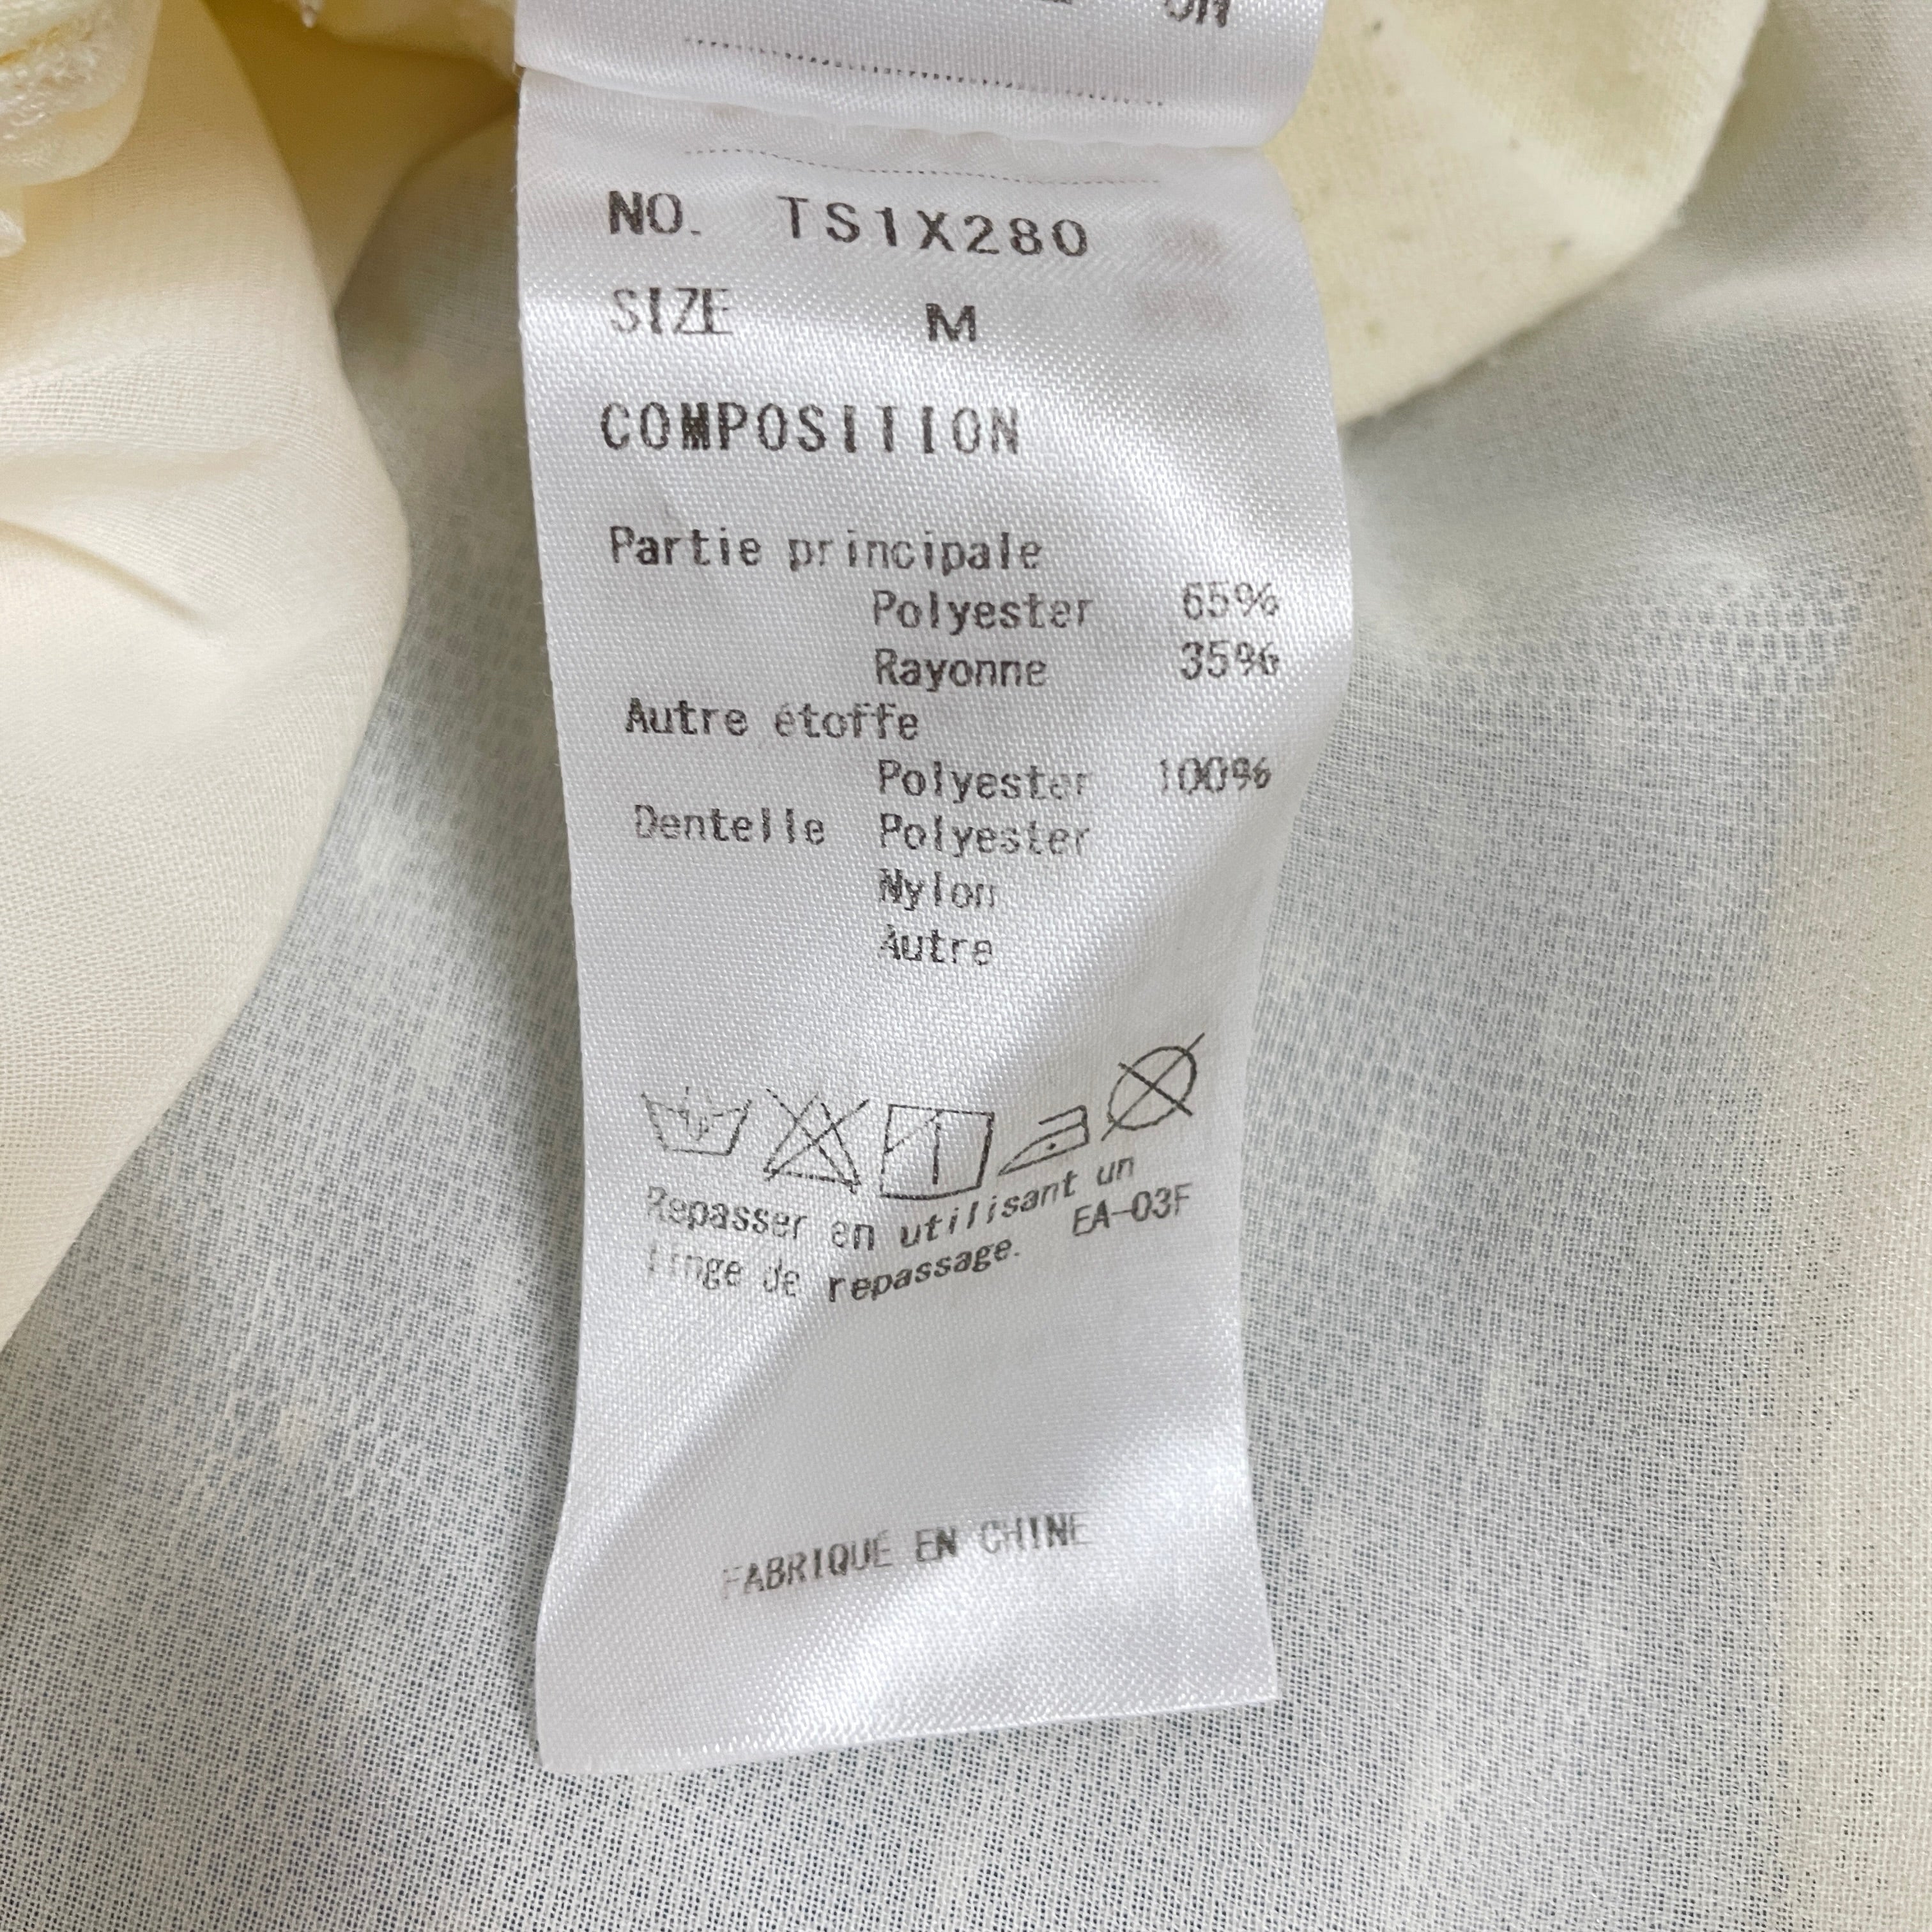 NO. TS1X280
SIZE M
COMPOSITION
Partie principale
Polyester 65%
Rayonne 35%
Autre étoffe
Polyester 100%
Dentelle Polyester
Nylon
Autre
Repasser en utilisant un
linge de repassage. EA-03F
FABRIQUÉ EN CHINE